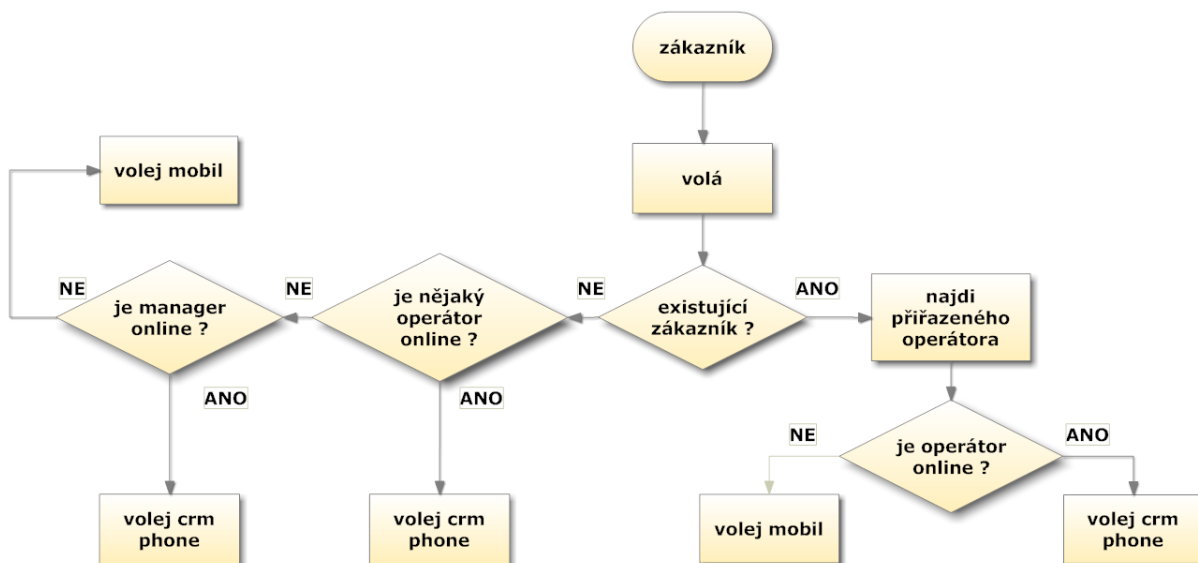 zákazník
volej mobil
volá
NE
je manager
online ?
NE
je nějaký
operátor
online ?
NE
existující
zákazník ?
ANO
najdi
přiřazeného
operátora
ANO
ANO
NE
je operátor
online ?
ANO
volej crm
phone
volej crm
phone
volej mobil
volej crm
phone